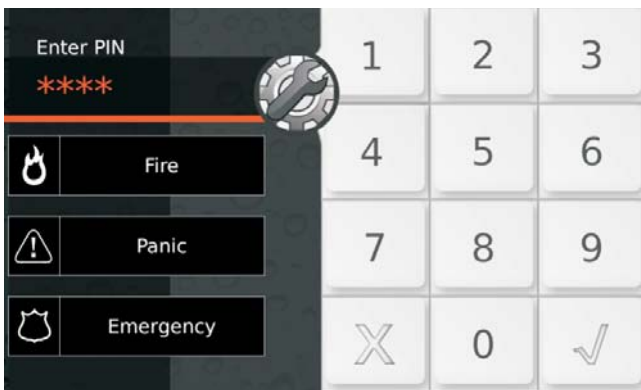 Enter PIN
****
Fire
Panic
Emergency
1 2 3
4 5 6
7 8 9
X 0 √